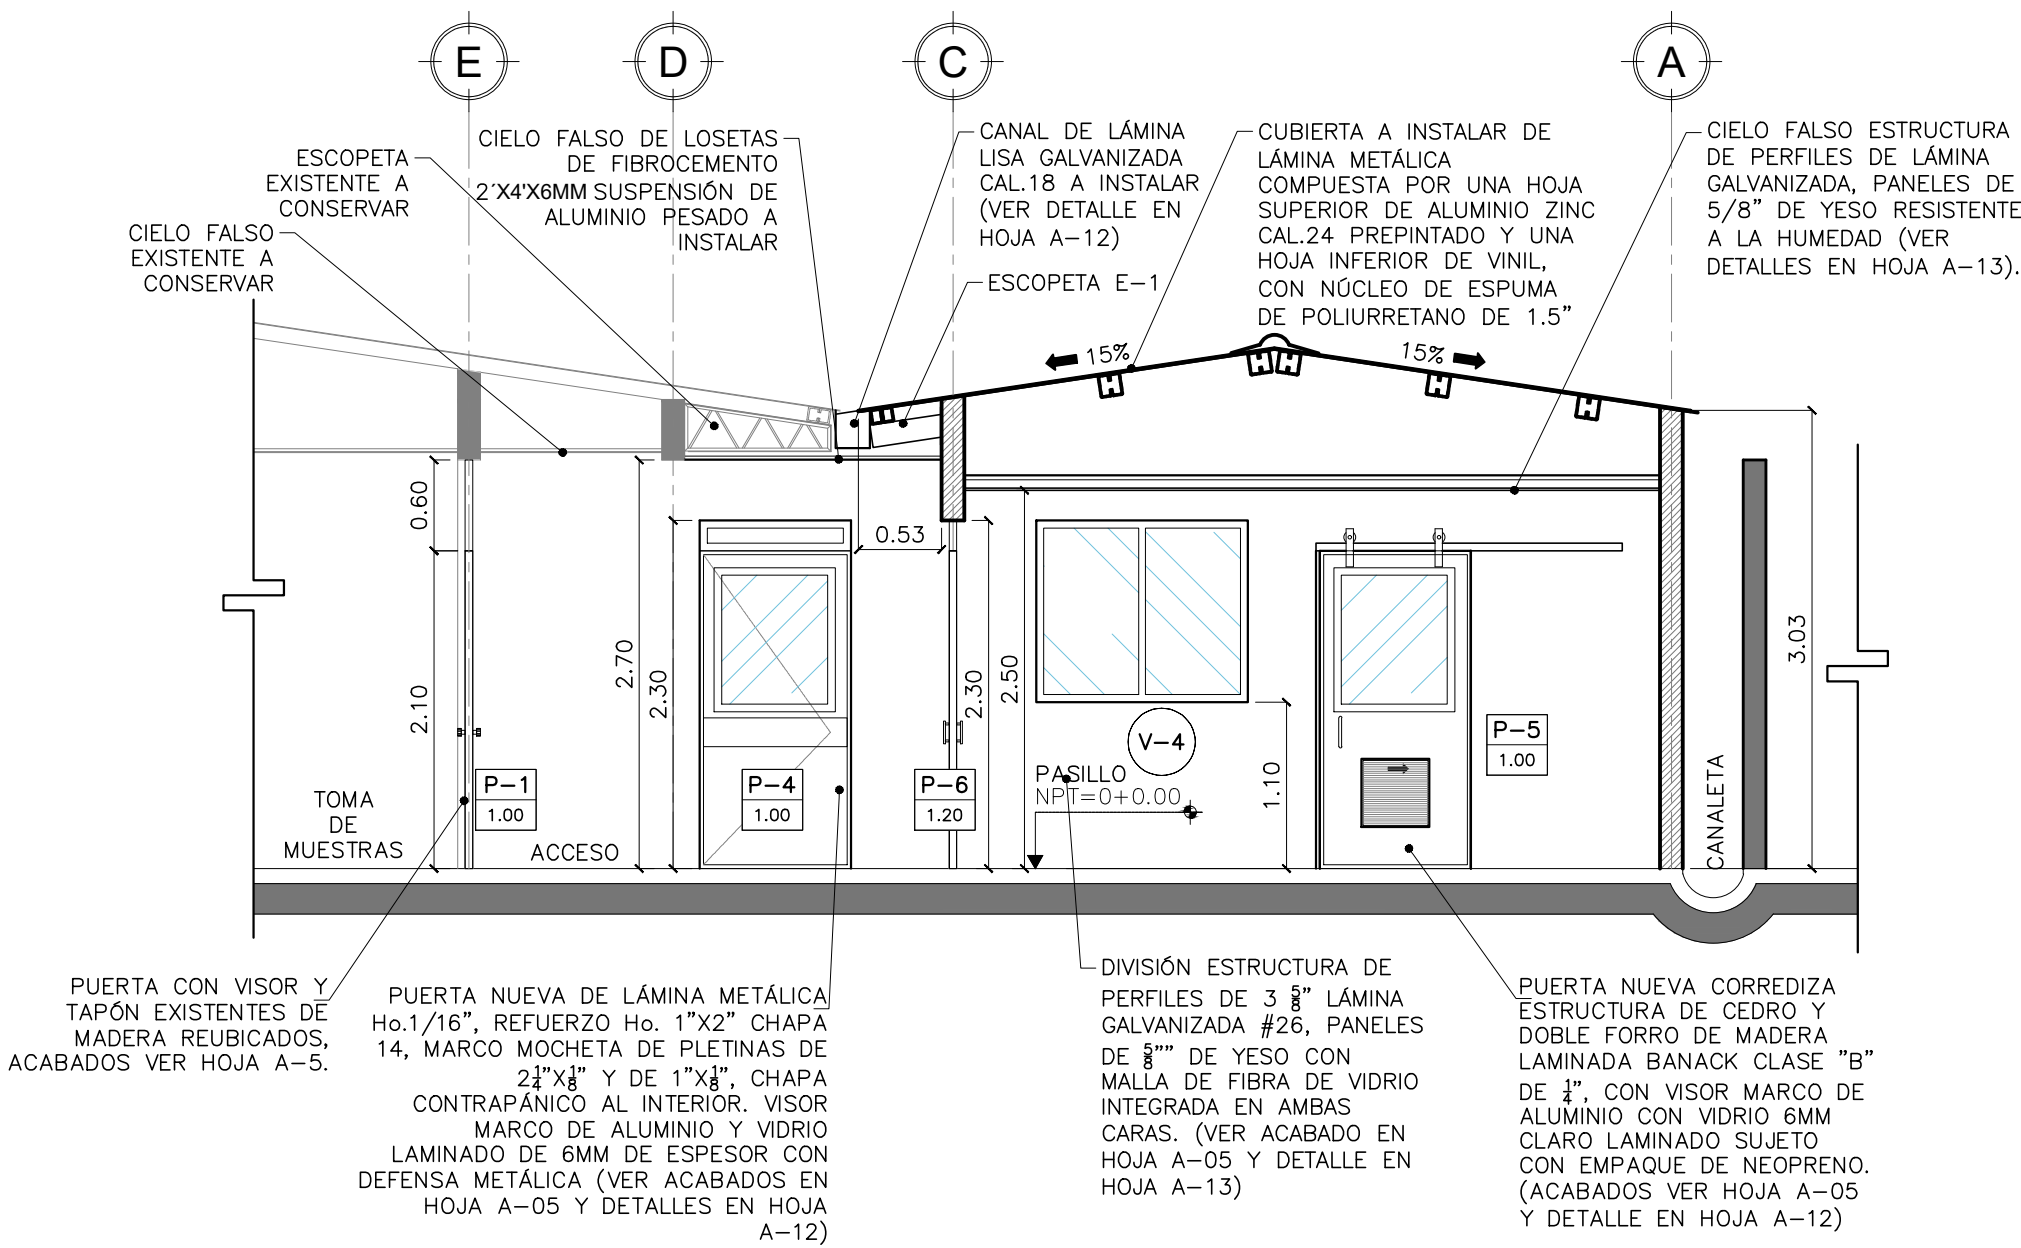 E
D
C
A
CIELO FALSO DE LOSETAS
DE FIBROCEMENTO
2´X4'X6MM SUSPENSIÓN DE
ALUMINIO PESADO A
INSTALAR
ESCOPETA
EXISTENTE A
CONSERVAR
CIELO FALSO
EXISTENTE A
CONSERVAR
CANAL DE LÁMINA
LISA GALVANIZADA
CAL.18 A INSTALAR
(VER DETALLE EN
HOJA A-12)
ESCOPETA E-1
CUBIERTA A INSTALAR DE
LÁMINA METÁLICA
COMPUESTA POR UNA HOJA
SUPERIOR DE ALUMINIO ZINC
CAL.24 PREPINTADO Y UNA
HOJA INFERIOR DE VINIL,
CON NÚCLEO DE ESPUMA
DE POLIURRETANO DE 1.5"
CIELO FALSO ESTRUCTURA
DE PERFILES DE LÁMINA
GALVANIZADA, PANELES DE
5/8" DE YESO RESISTENTE
A LA HUMEDAD (VER
DETALLES EN HOJA A-13).
15%
15%
0.60
2.10
2.70
2.30
0.53
2.30
2.50
1.10
3.03
V-4
P-1
1.00
P-4
1.00
P-6
1.20
P-5
1.00
PASILLO
NPT=0+0.00
TOMA
DE
MUESTRAS
ACCESO
CANALETA
PUERTA CON VISOR Y
TAPÓN EXISTENTES DE
MADERA REUBICADOS,
ACABADOS VER HOJA A-5.
PUERTA NUEVA DE LÁMINA METÁLICA
Ho.1/16", REFUERZO Ho. 1"X2" CHAPA
14, MARCO MOCHETA DE PLETINAS DE
2¼"X⅛" Y DE 1"X⅛", CHAPA
CONTRAPÁNICO AL INTERIOR. VISOR
MARCO DE ALUMINIO Y VIDRIO
LAMINADO DE 6MM DE ESPESOR CON
DEFENSA METÁLICA (VER ACABADOS EN
HOJA A-05 Y DETALLES EN HOJA
A-12)
DIVISIÓN ESTRUCTURA DE
PERFILES DE 3 ⅝" LÁMINA
GALVANIZADA #26, PANELES
DE ⅝"" DE YESO CON
MALLA DE FIBRA DE VIDRIO
INTEGRADA EN AMBAS
CARAS. (VER ACABADO EN
HOJA A-05 Y DETALLE EN
HOJA A-13)
PUERTA NUEVA CORREDIZA
ESTRUCTURA DE CEDRO Y
DOBLE FORRO DE MADERA
LAMINADA BANACK CLASE "B"
DE ¼", CON VISOR MARCO DE
ALUMINIO CON VIDRIO 6MM
CLARO LAMINADO SUJETO
CON EMPAQUE DE NEOPRENO.
(ACABADOS VER HOJA A-05
Y DETALLE EN HOJA A-12)